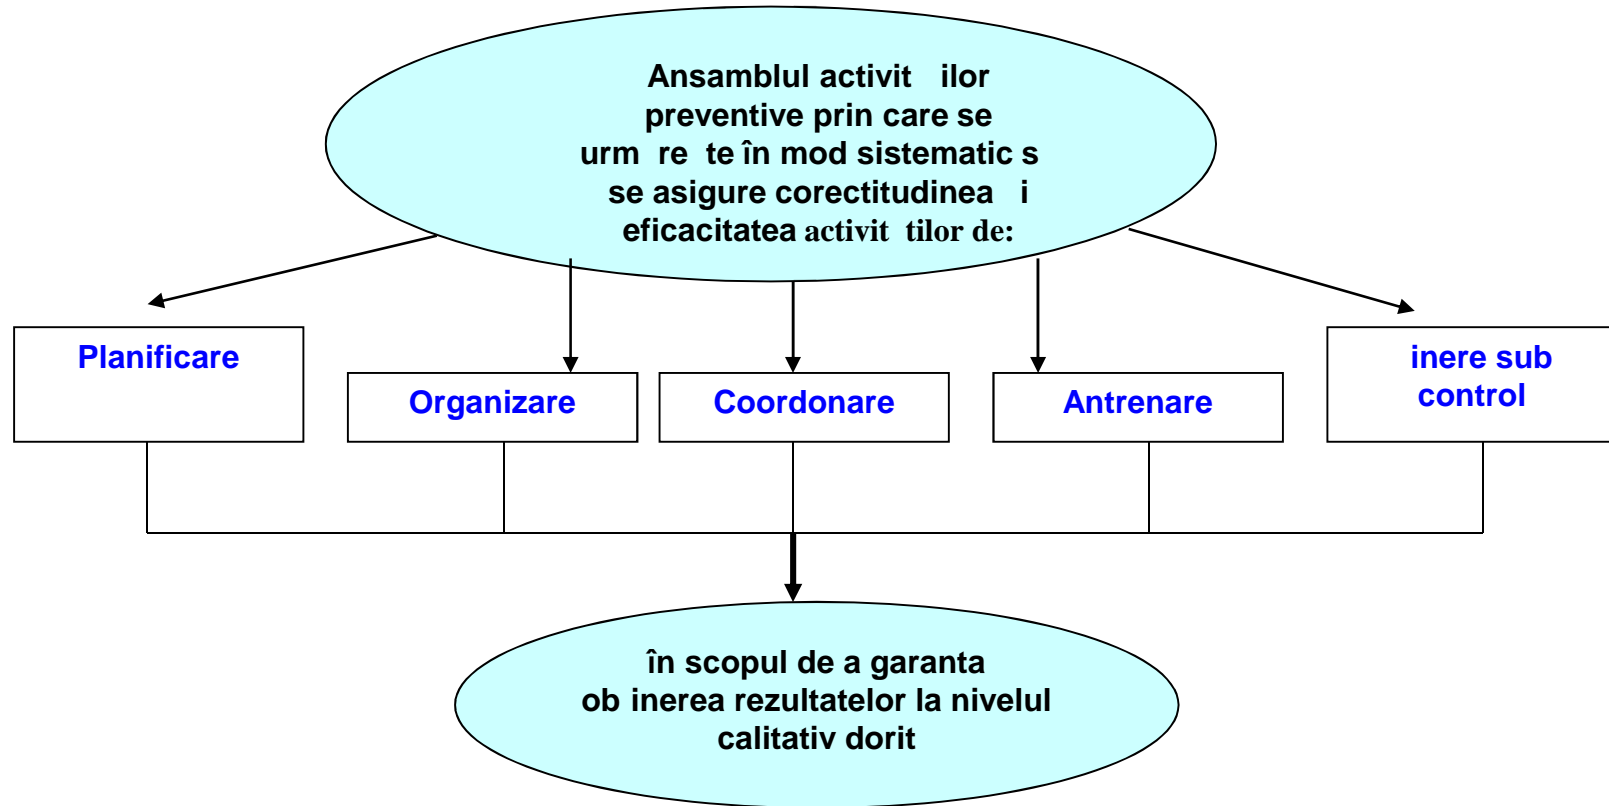 Ansamblul activit ilor
preventive prin care se
urm re te în mod sistematic s
se asigure corectitudinea i
eficacitatea activit tilor de:
Planificare
Organizare
Coordonare
Antrenare
inere sub
control
în scopul de a garanta
ob inerea rezultatelor la nivelul
calitativ dorit